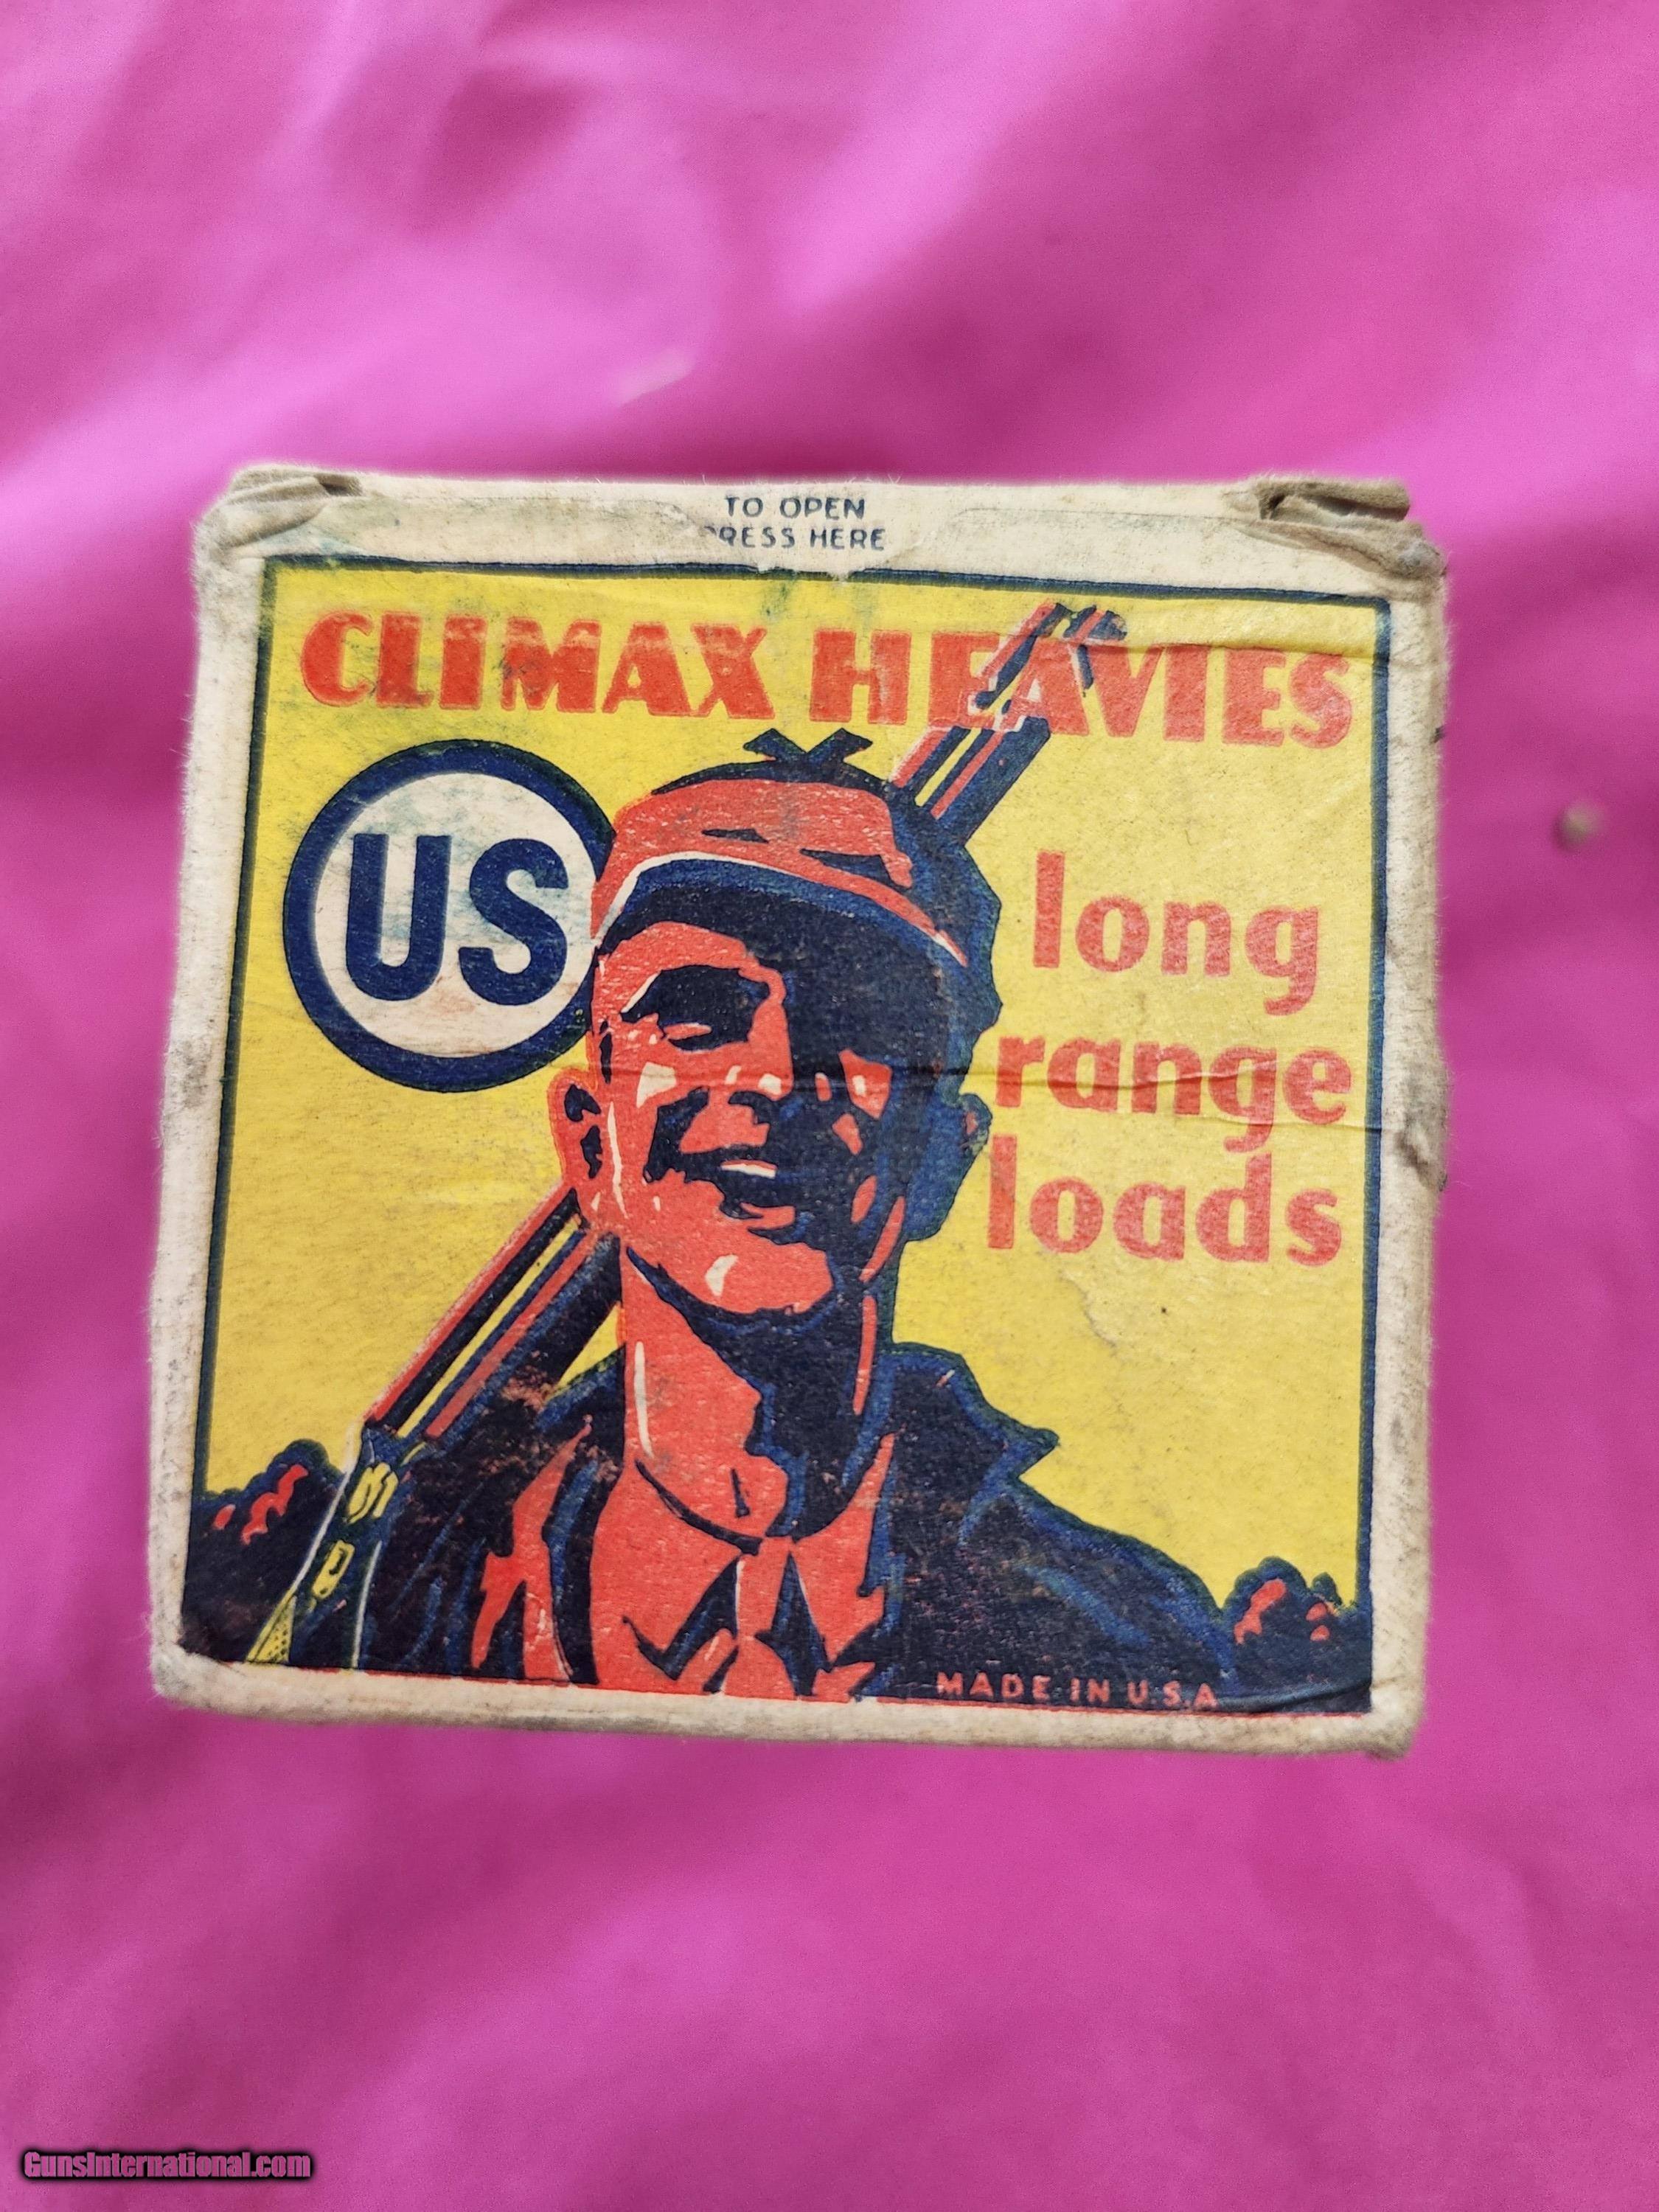 TO OPEN
PRESS HERE
CLIMAX HEAVIES
US
long
range
loads
MADE IN U.S.A
GunsInternational.com